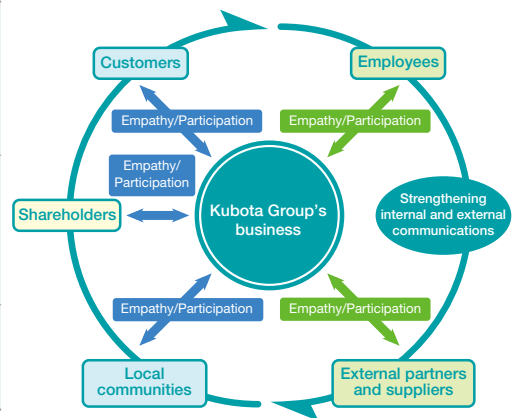 Customers
Employees
Empathy/Participation
Empathy/Participation
Empathy/
Participation
Shareholders
Kubota Group's
business
Strengthening
internal and external
communications
Empathy/Participation
Empathy/Participation
Local
communities
External partners
and suppliers